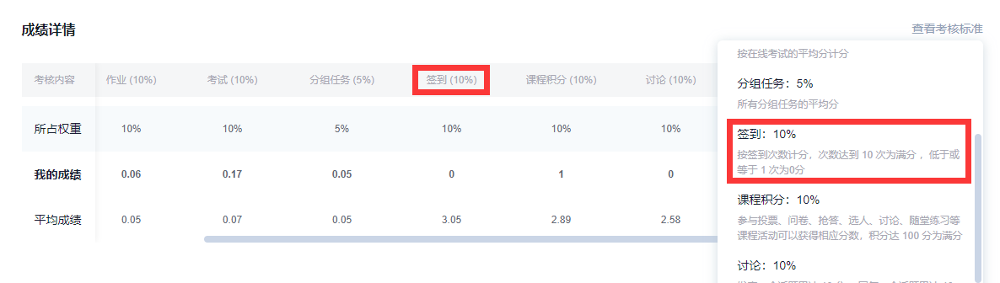 成绩详情
查看考核标准
考核内容 作业 (10%) 考试 (10%) 分组任务 (5%) 签到 (10%) 课程积分 (10%) 讨论 (10%)
所占权重 10% 10% 5% 10% 10% 10%
我的成绩 0.06 0.17 0.05 0 1 0
平均成绩 0.05 0.07 0.05 3.05 2.89 2.58
按在线考试的平均分计分
分组任务：5%
所有分组任务的平均分
签到：10%
按签到次数计分，次数达到 10 次为满分 ，低于或
等于 1 次为0分
课程积分：10%
参与投票、问卷、抢答、选人、讨论、随堂练习等
课程活动可以获得相应分数，积分达 100 分为满分
讨论：10%